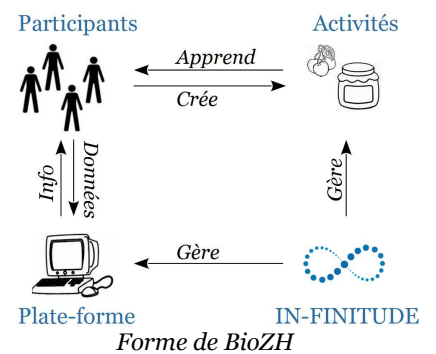 Participants
Activités
Apprend
Crée
Info
Données
Gère
Gère
Plate-forme
IN-FINITUDE
Forme de BioZH